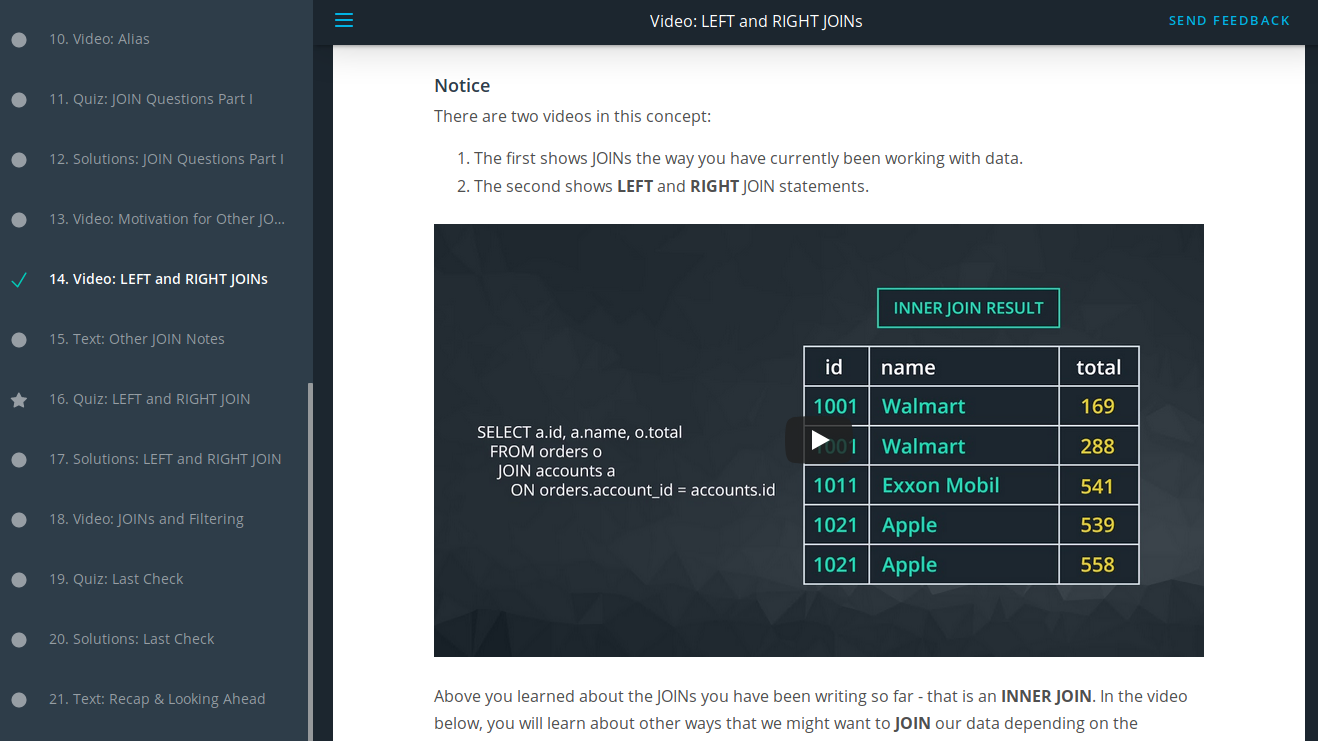 10. Video: Alias
11. Quiz: JOIN Questions Part I
12. Solutions: JOIN Questions Part I
13. Video: Motivation for Other JO...
14. Video: LEFT and RIGHT JOINs
15. Text: Other JOIN Notes
16. Quiz: LEFT and RIGHT JOIN
17. Solutions: LEFT and RIGHT JOIN
18. Video: JOINs and Filtering
19. Quiz: Last Check
20. Solutions: Last Check
21. Text: Recap & Looking Ahead
Video: LEFT and RIGHT JOINs
SEND FEEDBACK
Notice
There are two videos in this concept:
1. The first shows JOINs the way you have currently been working with data.
2. The second shows LEFT and RIGHT JOIN statements.
SELECT a.id, a.name, o.total
FROM orders o
JOIN accounts a
ON orders.account_id = accounts.id
INNER JOIN RESULT
id name total
1001 Walmart 169
1001 Walmart 288
1011 Exxon Mobil 541
1021 Apple 539
1021 Apple 558
Above you learned about the JOINs you have been writing so far - that is an INNER JOIN. In the video
below, you will learn about other ways that we might want to JOIN our data depending on the